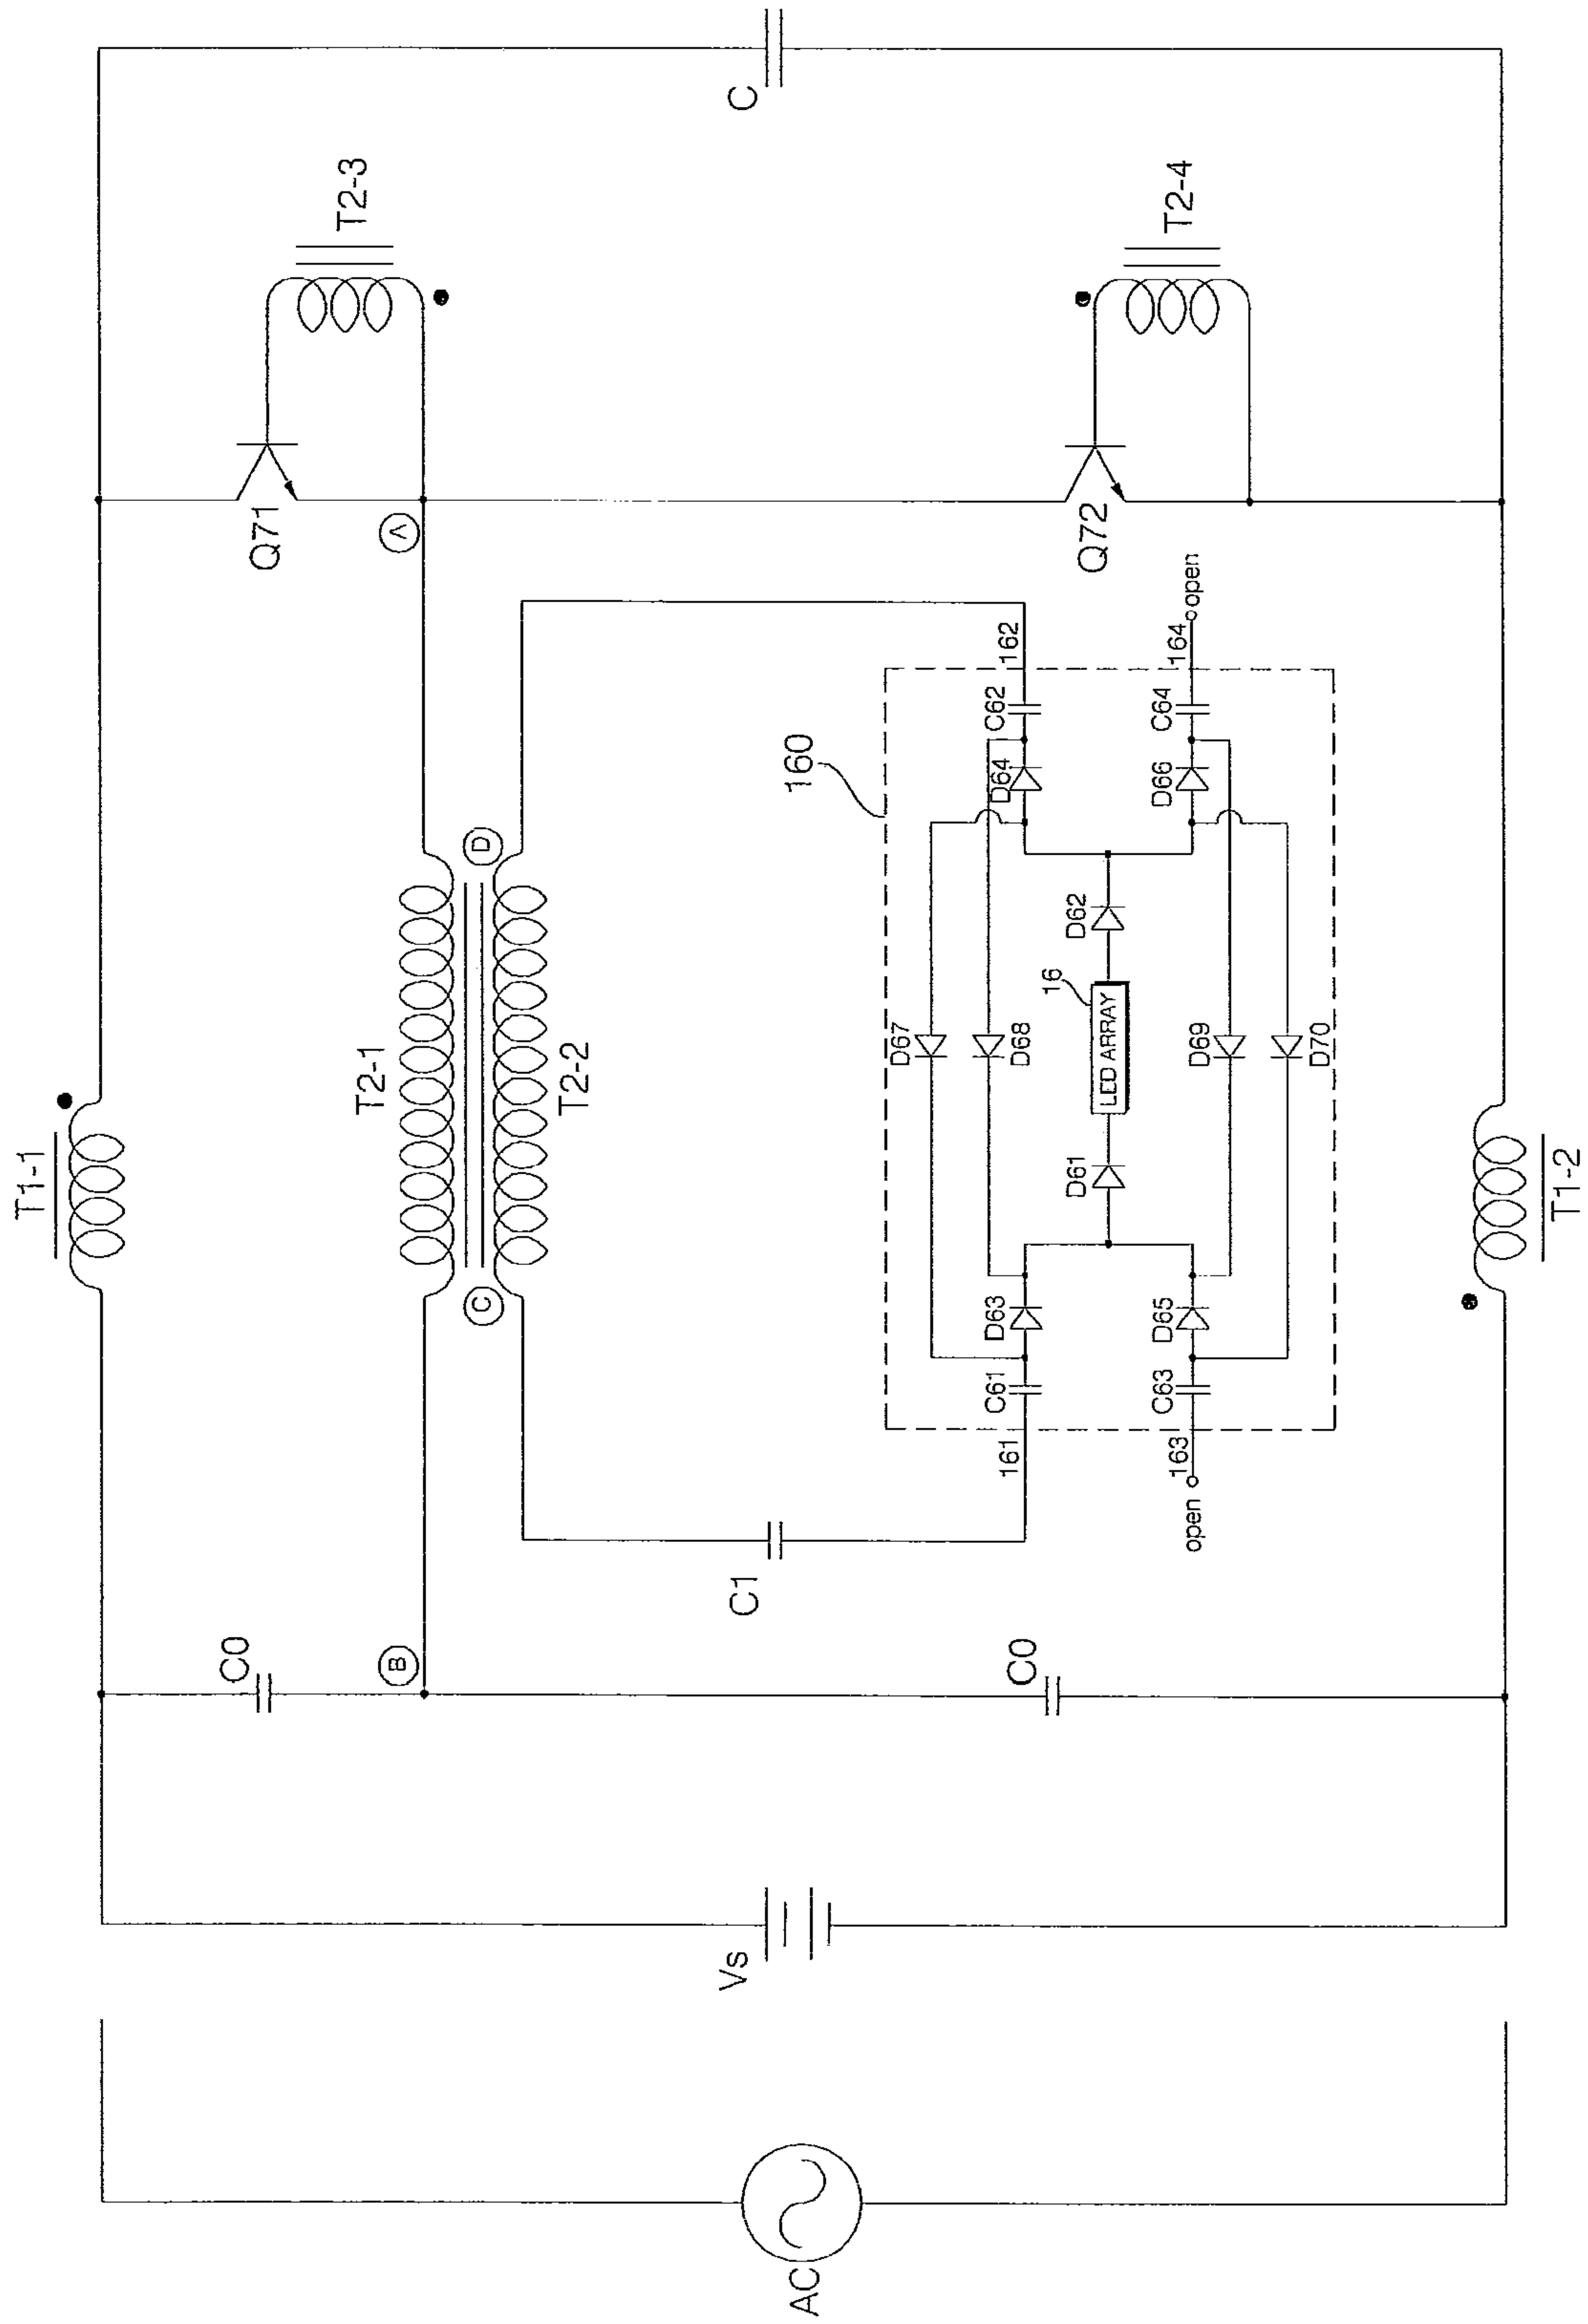 T1-1
T2-3
Q71
A
C0
B
T2-1
D
C
T2-2
C
T2-4
Q72
C1
C0
Vs
AC
160
161
162
163
164
open
open
C61
C62
C63
C64
D63
D64
D65
D66
D67
D68
D61
16
LED ARRAY
D62
D69
D70
T1-2